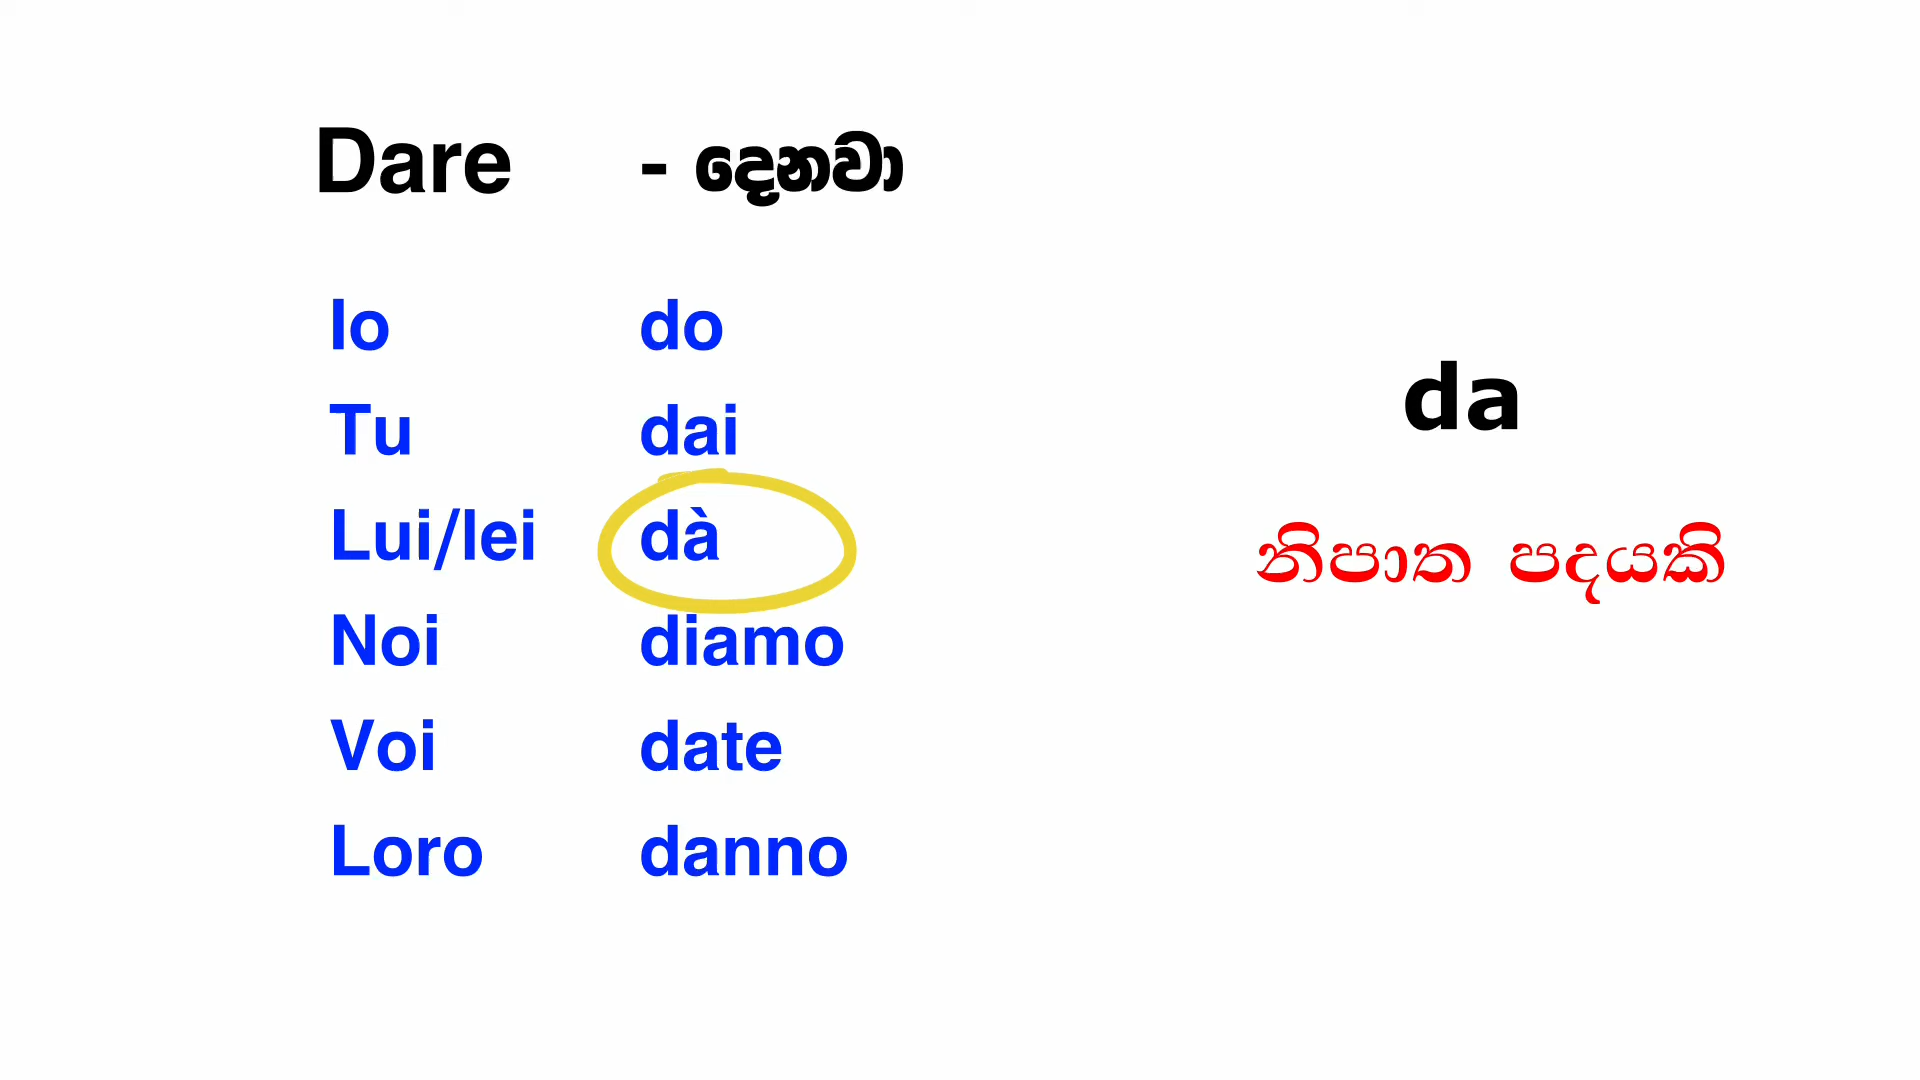 Dare - දෙනවා
Io do
Tu dai
Lui/lei dà
Noi diamo
Voi date
Loro danno
da
නිපාත පදයකි